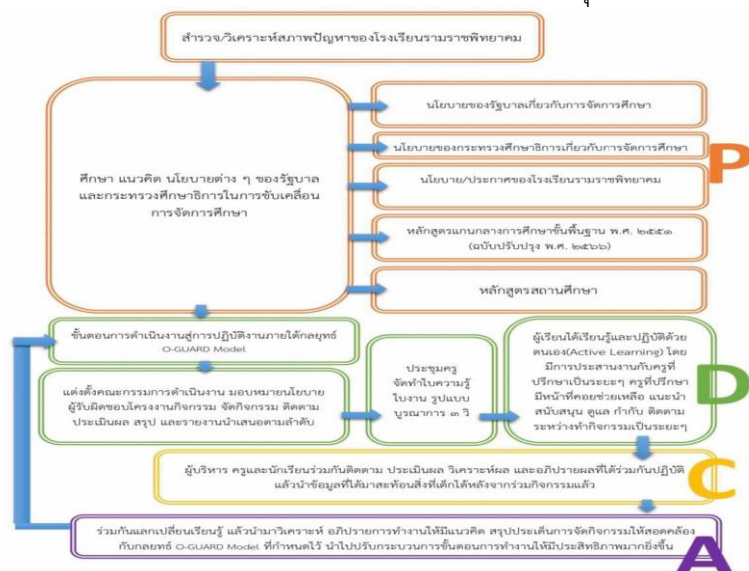 สำรวจ/วิเคราะห์สภาพปัญหาของโรงเรียนรามราชพิทยาคม
ศึกษา แนวคิด นโยบายต่าง ๆ ของรัฐบาล
และกระทรวงศึกษาธิการในการขับเคลื่อน
การจัดการศึกษา
นโยบายของรัฐบาลเกี่ยวกับการจัดการศึกษา
นโยบายของกระทรวงศึกษาธิการเกี่ยวกับการจัดการศึกษา
นโยบาย/ประกาศของโรงเรียนรามราชพิทยาคม
หลักสูตรแกนกลางการศึกษาขั้นพื้นฐาน พ.ศ. ๒๕๕๑
(ฉบับปรับปรุง พ.ศ. ๒๕๖๖)
หลักสูตรสถานศึกษา
P
ขั้นตอนการดำเนินงานสู่การปฏิบัติงานภายใต้กลยุทธ์
O-GUARD Model
แต่งตั้งคณะกรรมการดำเนินงาน มอบหมายนโยบาย
ผู้รับผิดชอบโครงงานกิจกรรม จัดกิจกรรม ติดตาม
ประเมินผล สรุป และรายงานนำเสนอตามลำดับ
ประชุมครู
จัดทำใบความรู้
ใบงาน รูปแบบ
บูรณาการ ๓ วิ
ผู้เรียนได้เรียนรู้และปฏิบัติด้วย
ตนเอง(Active Learning) โดย
มีการประสานงานกับครูที่
ปรึกษาเป็นระยะๆ ครูที่ปรึกษา
มีหน้าที่คอยช่วยเหลือ แนะนำ
สนับสนุน ดูแล กำกับ ติดตาม
ระหว่างทำกิจกรรมเป็นระยะๆ
D
ผู้บริหาร ครูและนักเรียนร่วมกันติดตาม ประเมินผล วิเคราะห์ผล และอภิปรายผลที่ได้ร่วมกันปฏิบัติ
แล้วนำข้อมูลที่ได้มาสะท้อนสิ่งที่เด็กได้หลังจากร่วมกิจกรรมแล้ว
C
ร่วมกันแลกเปลี่ยนเรียนรู้ แล้วนำมาวิเคราะห์ อภิปรายการทำงานให้มีแนวคิด สรุปประเด็นการจัดกิจกรรมให้สอดคล้อง
กับกลยุทธ์ O-GUARD Model ที่กำหนดไว้ นำไปปรับกระบวนการขั้นตอนการทำงานให้มีประสิทธิภาพมากยิ่งขึ้น
A